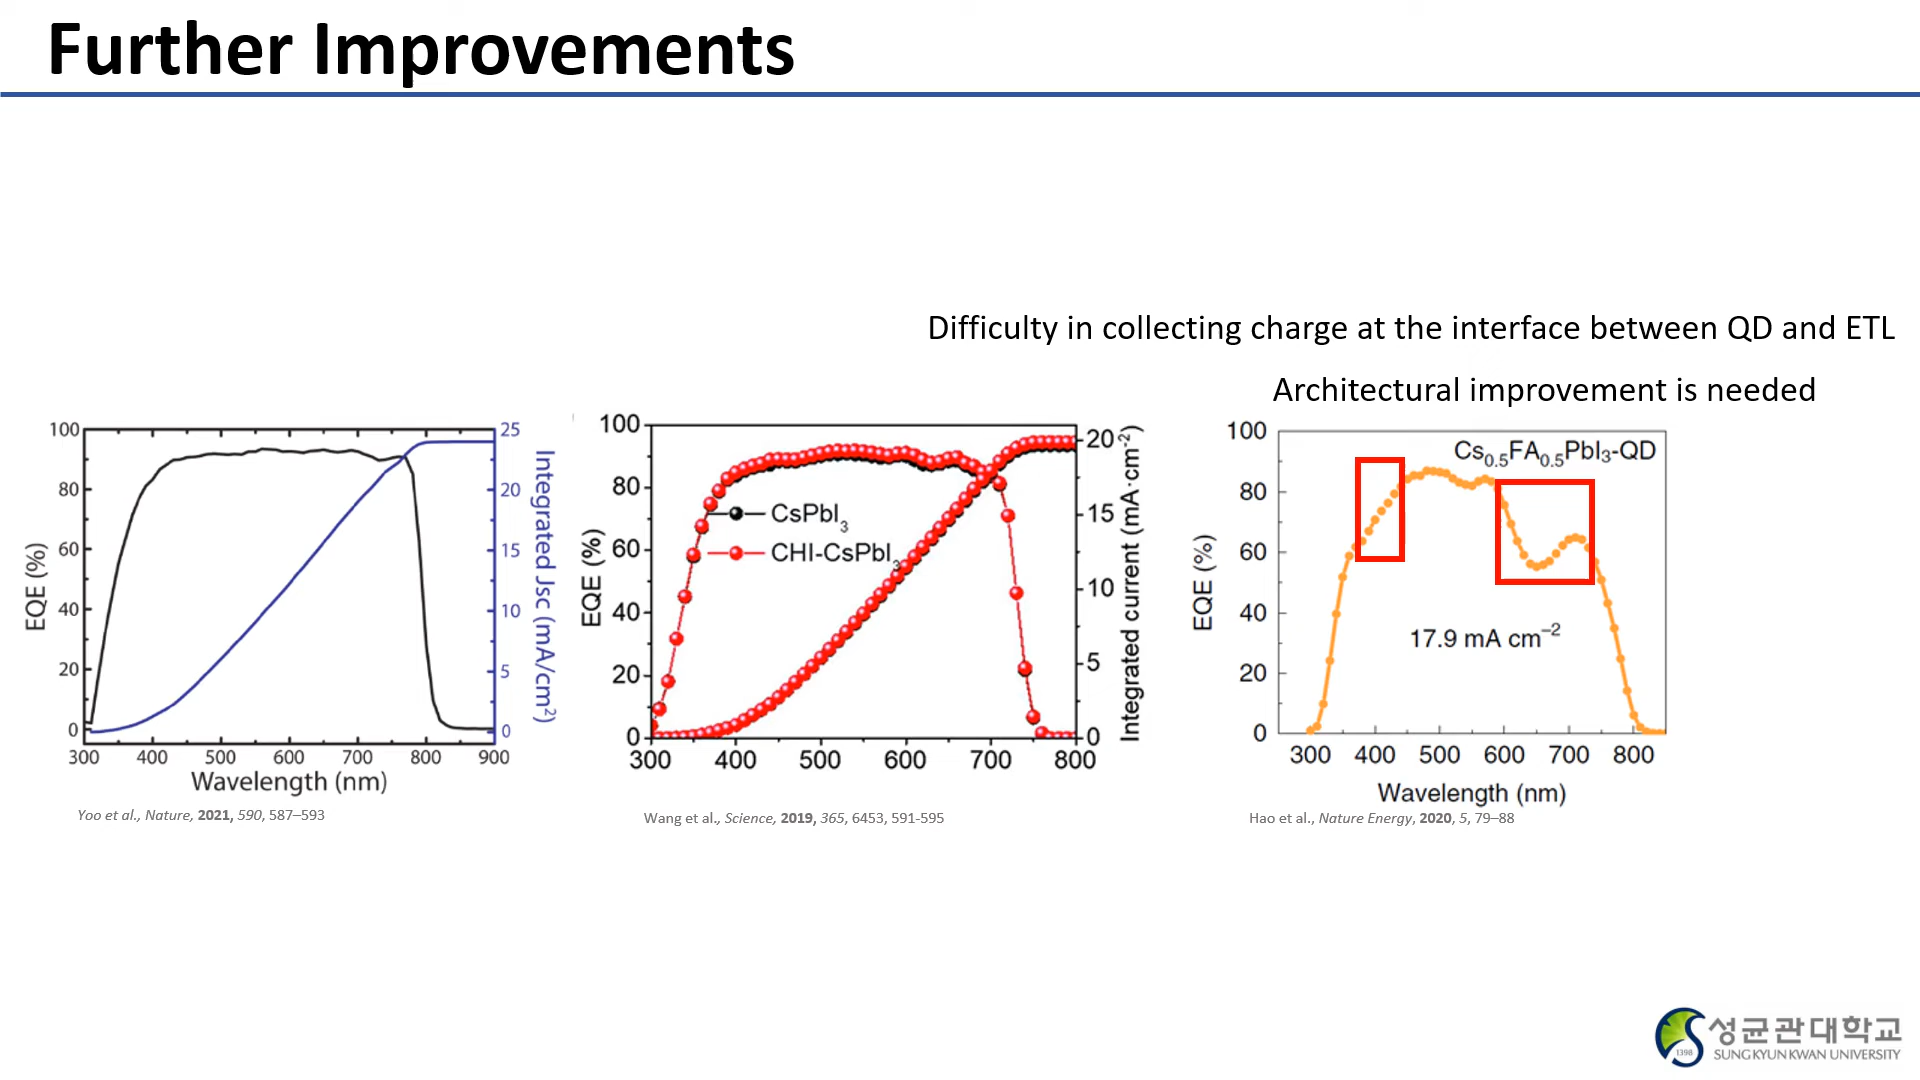 Further Improvements
Difficulty in collecting charge at the interface between QD and ETL
Architectural improvement is needed
100
80
60
40
20
0
EQE (%)
25
20
15
10
5
0
Integrated Jsc (mA/cm²)
300 400 500 600 700 800 900
Wavelength (nm)
Yoo et al., Nature, 2021, 590, 587–593
100
80
60
40
20
0
EQE (%)
CsPbI₃
CHI-CsPbI₃
20
15
10
5
0
Integrated current (mA·cm⁻²)
300 400 500 600 700 800
Wang et al., Science, 2019, 365, 6453, 591-595
100
80
60
40
20
0
EQE (%)
Cs₀.₅FA₀.₅PbI₃-QD
17.9 mA cm⁻²
300 400 500 600 700 800
Wavelength (nm)
Hao et al., Nature Energy, 2020, 5, 79–88
1398
성균관대학교
SUNG KYUN KWAN UNIVERSITY